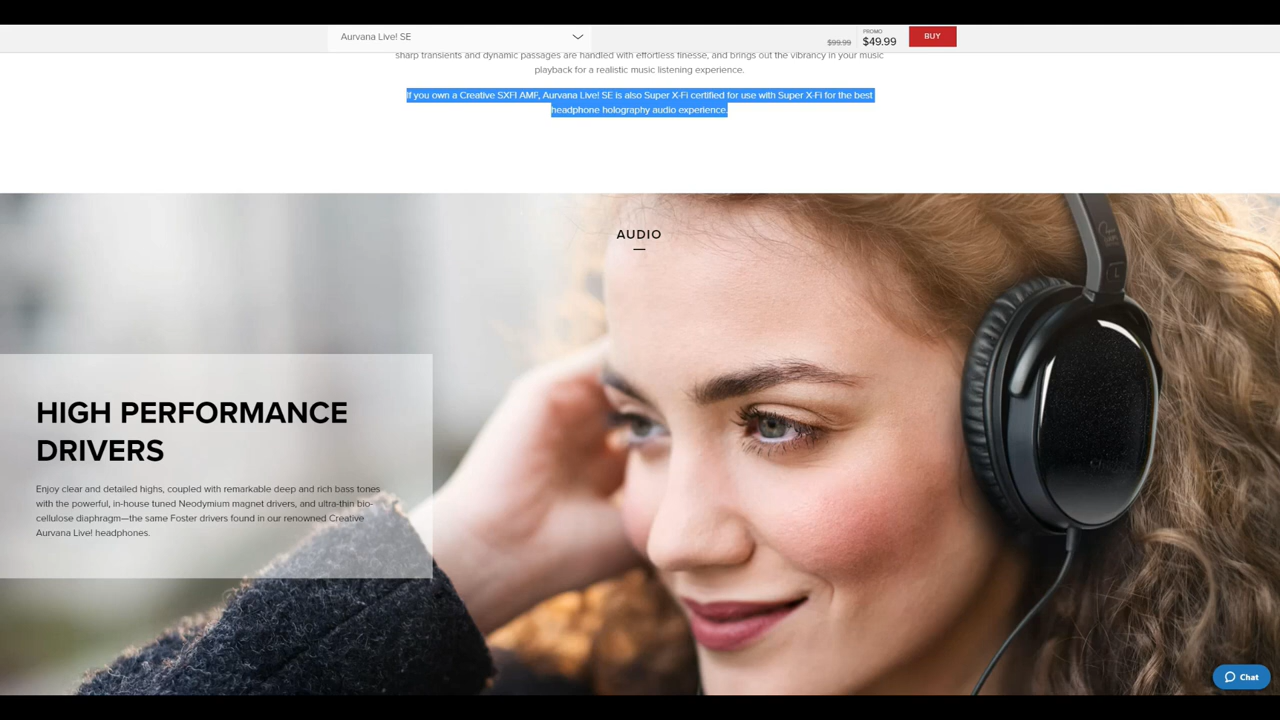 Aurvana Live! SE
$99.99
PROMO
$49.99
BUY
sharp transients and dynamic passages are handled with effortless finesse, and brings out the vibrancy in your music
playback for a realistic music listening experience.
If you own a Creative SXFI AMP, Aurvana Live! SE is also Super X-Fi certified for use with Super X-Fi for the best
headphone holography audio experience.
AUDIO
L
HIGH PERFORMANCE
DRIVERS
Enjoy clear and detailed highs, coupled with remarkable deep and rich bass tones
with the powerful, in-house tuned Neodymium magnet drivers, and ultra-thin bio-
cellulose diaphragm—the same Foster drivers found in our renowned Creative
Aurvana Live! headphones.
Chat